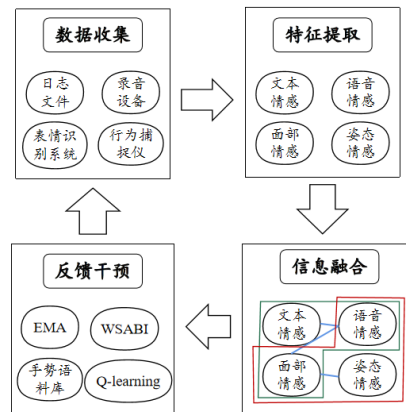 数据收集
日志
文件
录音
设备
表情识
别系统
行为捕
捉仪
特征提取
文本
情感
语音
情感
面部
情感
姿态
情感
反馈干预
EMA
WSABI
手势语
料库
Q-learning
信息融合
文本
情感
语音
情感
面部
情感
姿态
情感